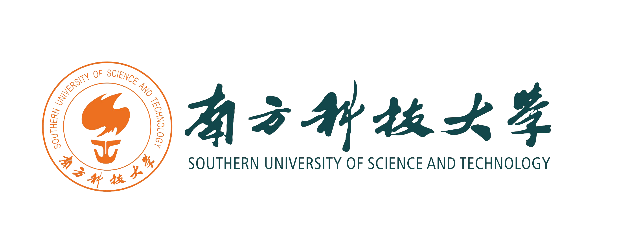 SOUTHERN UNIVERSITY OF SCIENCE AND TECHNOLOGY
南方科技大学
南方科技大學
SOUTHERN UNIVERSITY OF SCIENCE AND TECHNOLOGY